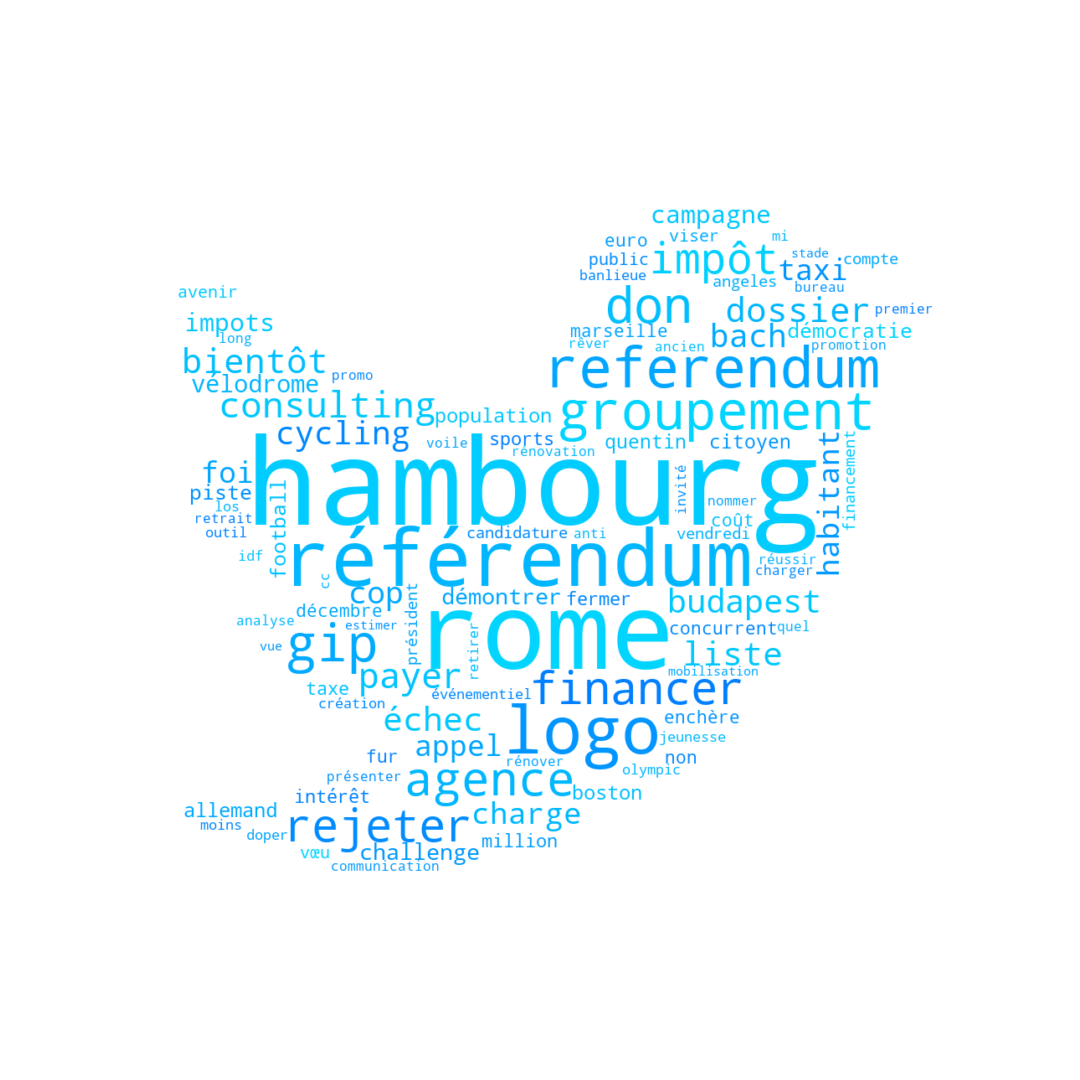 campagne
euro
viser
mi
public
impôt
stade
taxi
compte
banlieue
angeles
bureau
avenir
don
dossier
premier
impots
marseille
bach
démocratie
long
rêver
ancien
promotion
bientôt
promo
referendum
vélodrome
consulting
population
groupement
cycling
voile
sports
rénovation
quentin
citoyen
habitant
financement
hambourg
foi
piste
football
invité
los
nommer
retrait
outil
candidature
anti
coût
vendredi
référendum
idf
cc
réussir
charger
cop
démontrer
fermer
budapest
décembre
président
rome
analyse
estimer
retirer
concurrent
quel
vue
gip
liste
payer
mobilisation
taxe
événementiel
financer
création
échec
logo
enchère
jeunesse
appel
fur
rénover
non
présenter
agence
olympic
intérêt
boston
allemand
charge
moins
doper
rejeter
million
vœu
challenge
communication